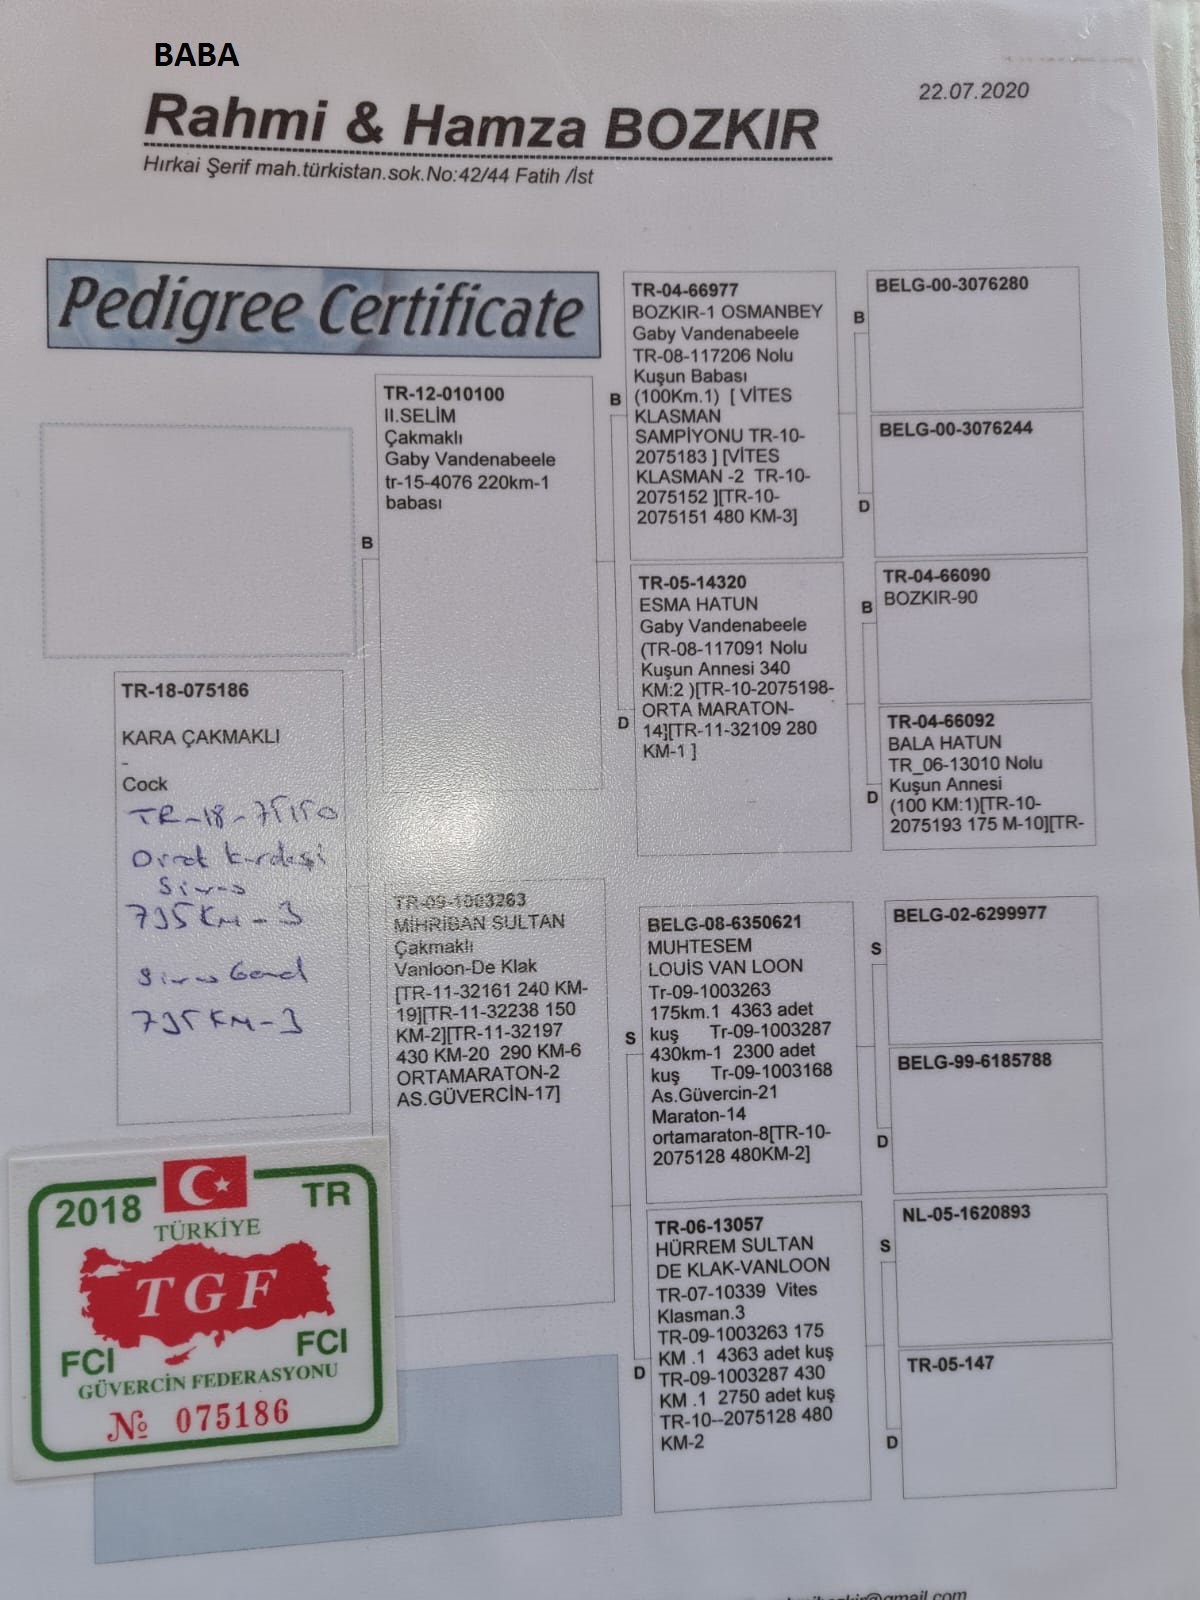 BABA
22.07.2020
Rahmi & Hamza BOZKIR
Hırkai Şerif mah.türkistan.sok.No:42/44 Fatih /İst
Pedigree Certificate
TR-18-075186
KARA ÇAKMAKLI
-
Cock
TR-18-75150
Ortak kardeşi
Sivas
735 KM-3
Sivas Genel
735 KM-3
B
TR-12-010100
II.SELİM
Çakmaklı
Gaby Vandenabeele
tr-15-4076 220km-1
babası
TR-09-1003263
MİHRİBAN SULTAN
Çakmaklı
Vanloon-De Klak
[TR-11-32161 240 KM-
19][TR-11-32238 150
KM-2][TR-11-32197
430 KM-20 290 KM-6
ORTAMARATON-2
AS.GÜVERCİN-17]
B
TR-04-66977
BOZKIR-1 OSMANBEY
Gaby Vandenabeele
TR-08-117206 Nolu
Kuşun Babası
(100Km.1) [ VİTES
KLASMAN
SAMPİYONU TR-10-
2075183 ] [VİTES
KLASMAN -2 TR-10-
2075152 ][TR-10-
2075151 480 KM-3]
D
TR-05-14320
ESMA HATUN
Gaby Vandenabeele
(TR-08-117091 Nolu
Kuşun Annesi 340
KM:2 )[TR-10-2075198-
ORTA MARATON-
14][TR-11-32109 280
KM-1 ]
S
BELG-08-6350621
MUHTESEM
LOUİS VAN LOON
Tr-09-1003263
175km.1 4363 adet
kuş Tr-09-1003287
430km-1 2300 adet
kuş Tr-09-1003168
As.Güvercin-21
Maraton-14
ortamaraton-8[TR-10-
2075128 480KM-2]
D
TR-06-13057
HÜRREM SULTAN
DE KLAK-VANLOON
TR-07-10339 Vites
Klasman.3
TR-09-1003263 175
KM .1 4363 adet kuş
TR-09-1003287 430
KM .1 2750 adet kuş
TR-10--2075128 480
KM-2
B
BELG-00-3076280
D
BELG-00-3076244
B
TR-04-66090
BOZKIR-90
D
TR-04-66092
BALA HATUN
TR_06-13010 Nolu
Kuşun Annesi
(100 KM:1)[TR-10-
2075193 175 M-10][TR-
S
BELG-02-6299977
D
BELG-99-6185788
S
NL-05-1620893
D
TR-05-147
2018 TR
TÜRKİYE
TGF
FCI FCI
GÜVERCİN FEDERASYONU
№ 075186